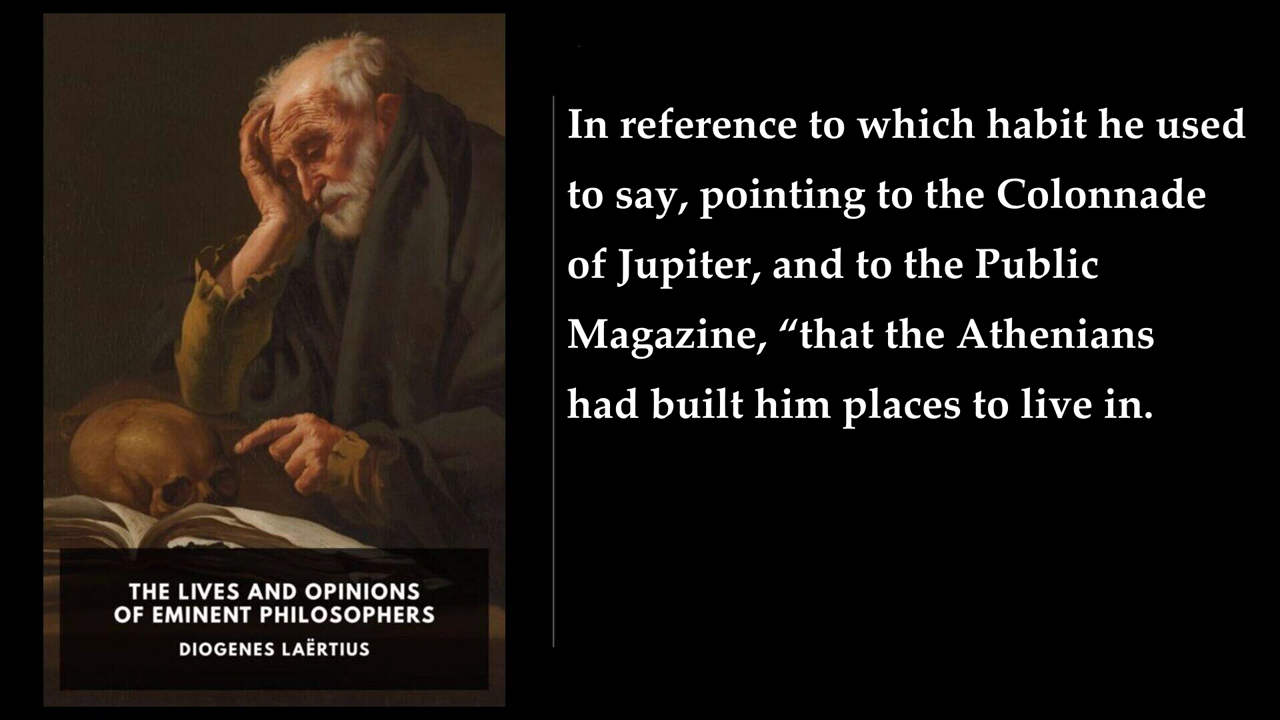 In reference to which habit he used
to say, pointing to the Colonnade
of Jupiter, and to the Public
Magazine, “that the Athenians
had built him places to live in.
THE LIVES AND OPINIONS
OF EMINENT PHILOSOPHERS
DIOGENES LAËRTIUS